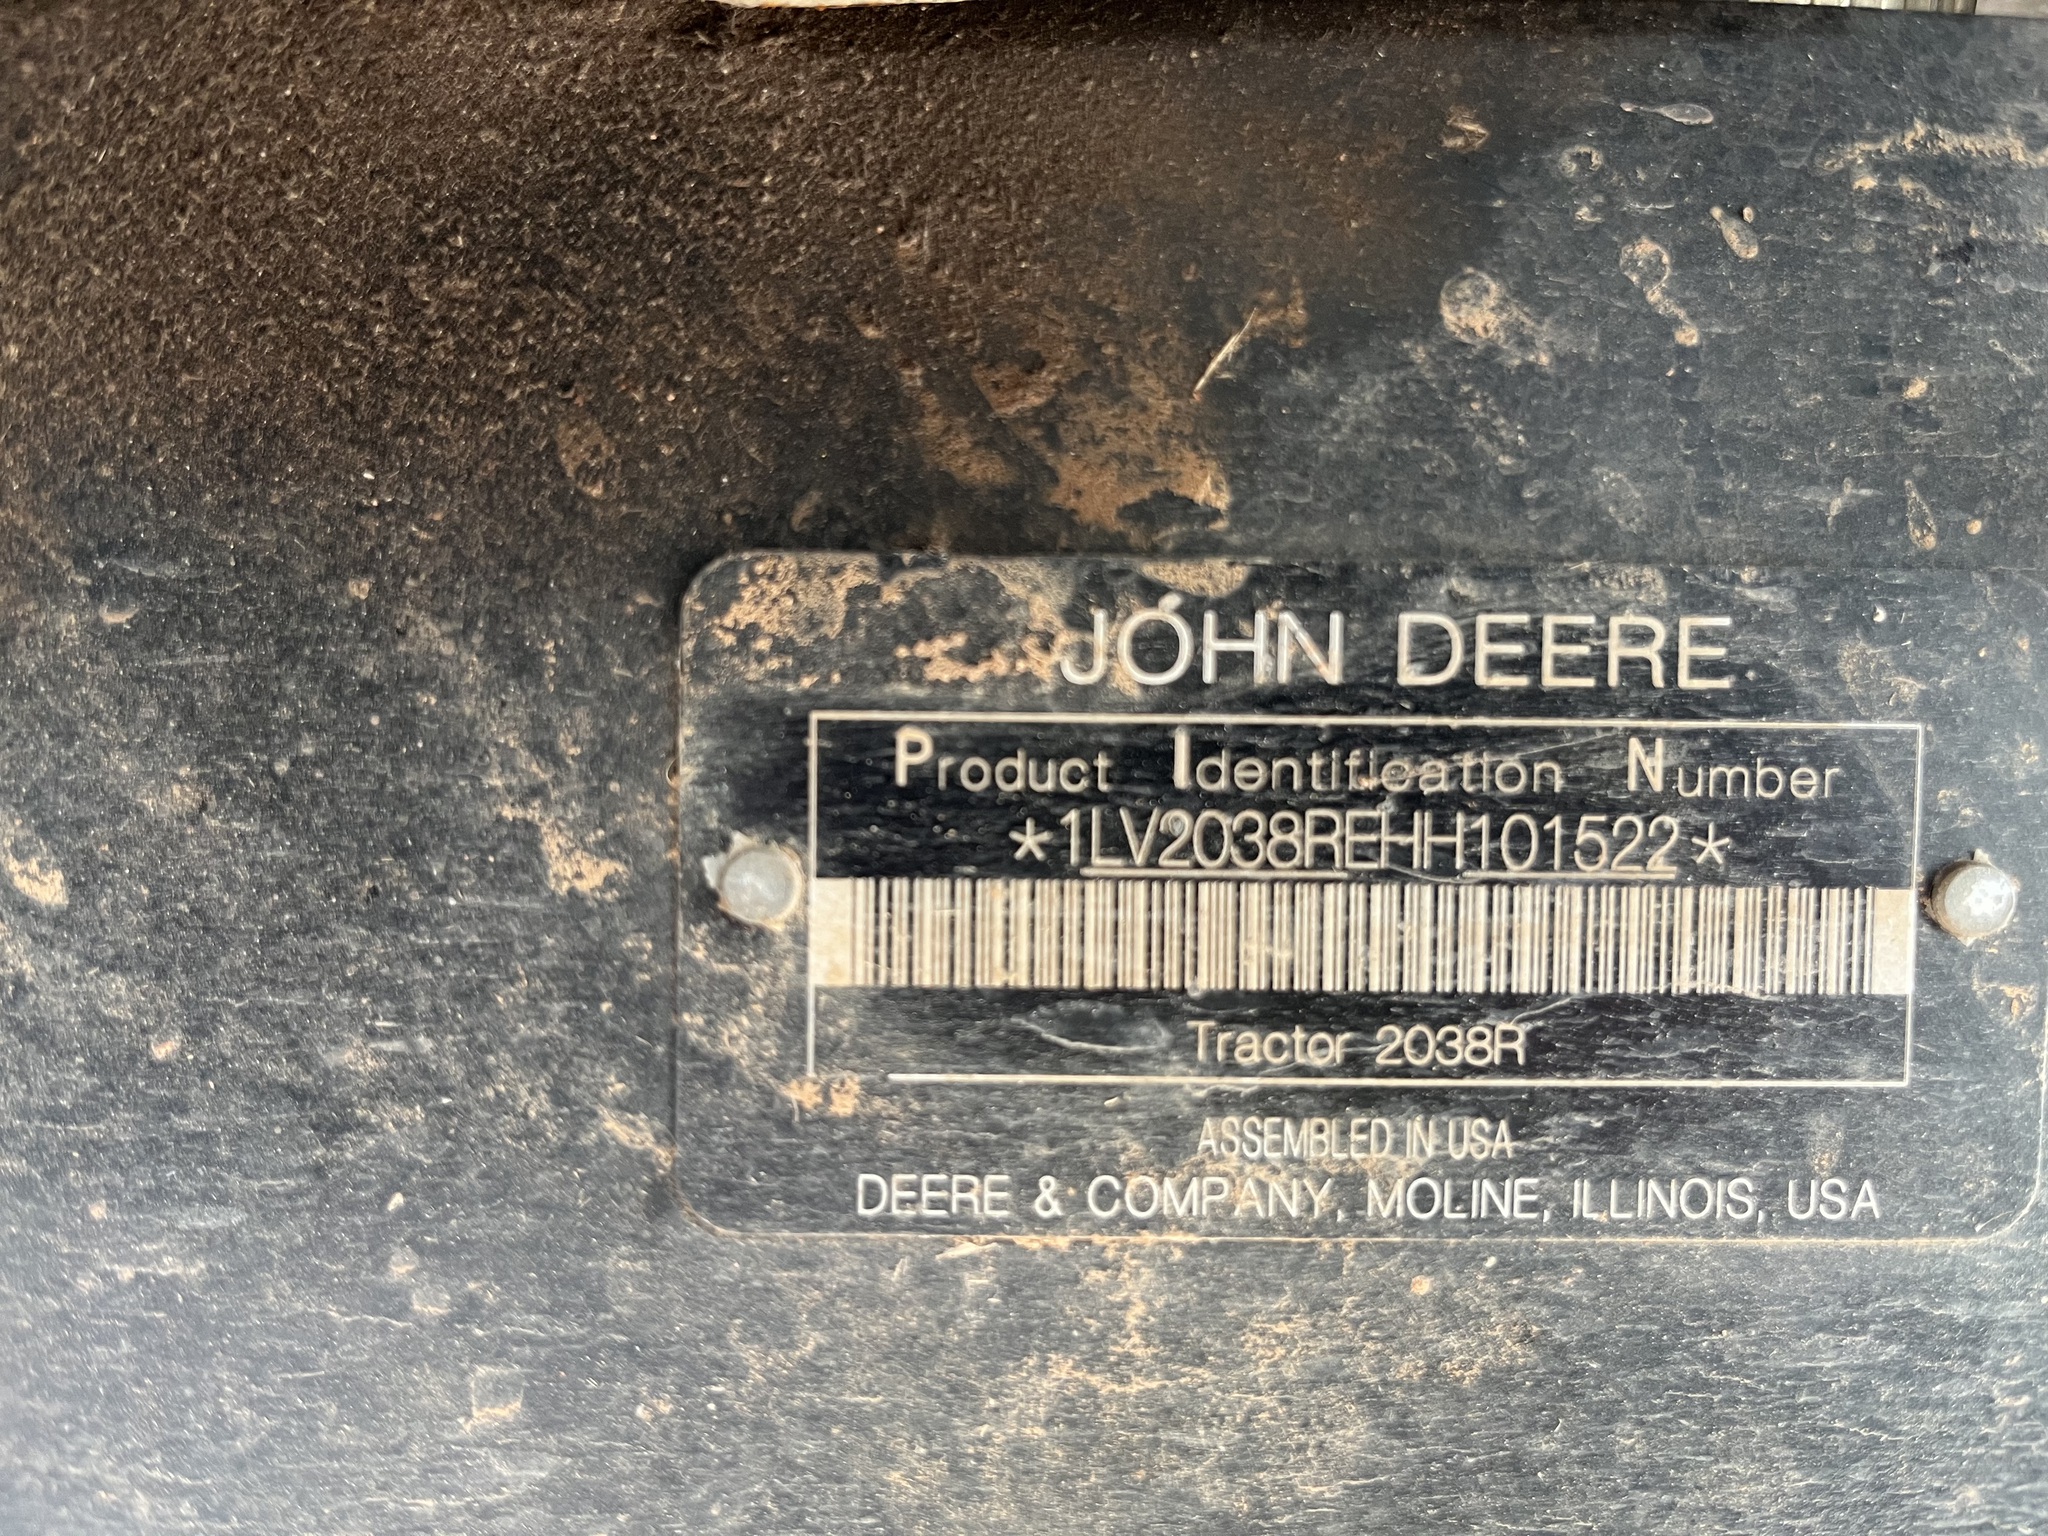 JOHN DEERE
Product Identification Number
*1LV2038REHH101522*
Tractor 2038R
ASSEMBLED IN USA
DEERE & COMPANY, MOLINE, ILLINOIS, USA